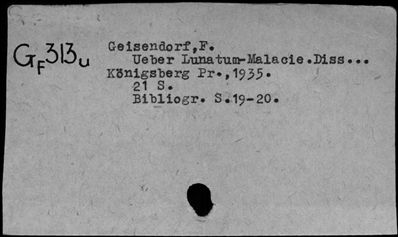 GF313u
Geisendorf,F.
Ueber Lunatum-Malacie.Diss...
Königsberg Pr.,1935.
21 S.
Bibliogr. S.19-20.